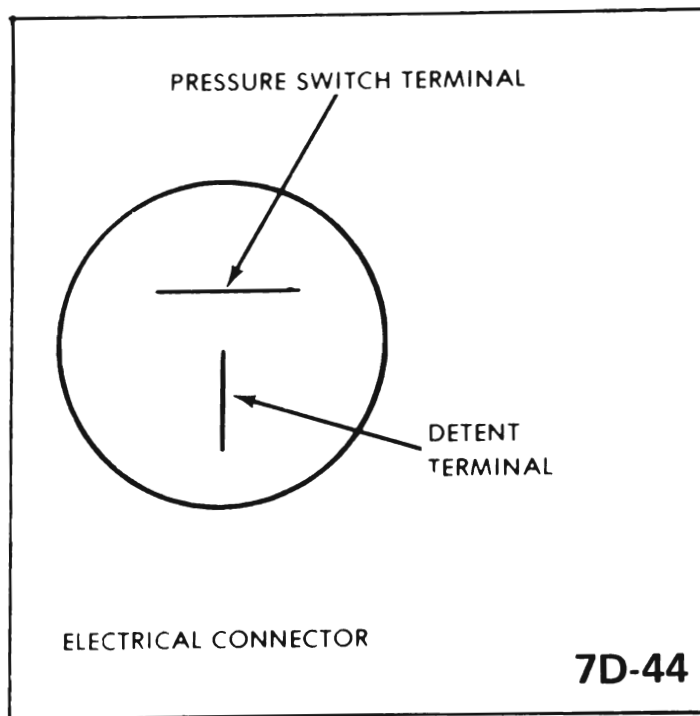 PRESSURE SWITCH TERMINAL
DETENT
TERMINAL
ELECTRICAL CONNECTOR
7D-44